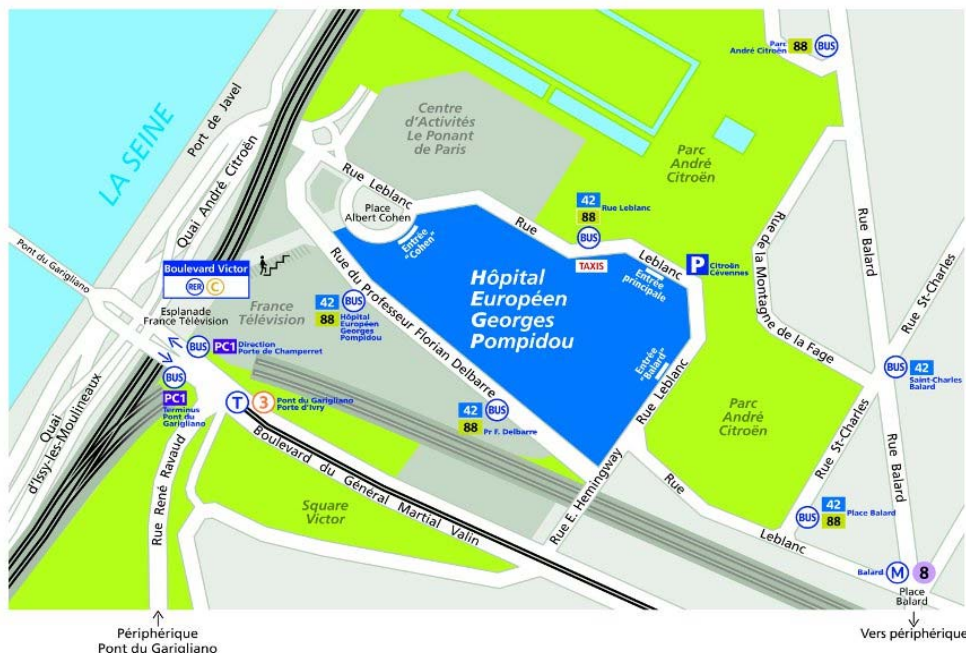 Parc
André Citroën
88
BUS
Port de Javel
LA SEINE
Quai André Citroën
Centre
d'Activités
Le Ponant
de Paris
Parc
André
Citroën
Rue Leblanc
Place
Albert Cohen
Entrée
"Cohen"
42
88
Rue Leblanc
BUS
TAXIS
Rue
Leblanc
Entrée
principale
P
Citroën
Cévennes
Rue de la Montagne de la Fage
Rue Balard
Rue St-Charles
Pont du Garigliano
Boulevard Victor
RER
C
Esplanade
France Télévision
France
Télévision
42
88
BUS
Hôpital
Européen
Georges
Pompidou
Rue du Professeur Florian Delbarre
Hôpital
Européen
Georges
Pompidou
Entrée
"Balard"
Rue Leblanc
BUS
PC1
Direction
Porte de Champerret
BUS
PC1
Terminus
Pont du
Garigliano
T
3
Pont du Garigliano
Porte d'Ivry
42
88
BUS
Pr F. Delbarre
Parc
André
Citroën
BUS
42
Saint-Charles
Balard
Rue St-Charles
Rue Balard
Quai
d'Issy-les-Moulineaux
Rue René Ravaud
Boulevard du Général Martial Valin
Square
Victor
Rue E. Hemingway
Rue
Leblanc
BUS
42
88
Place Balard
Balard
M
8
Place
Balard
Périphérique
Pont du Garigliano
Vers périphérique